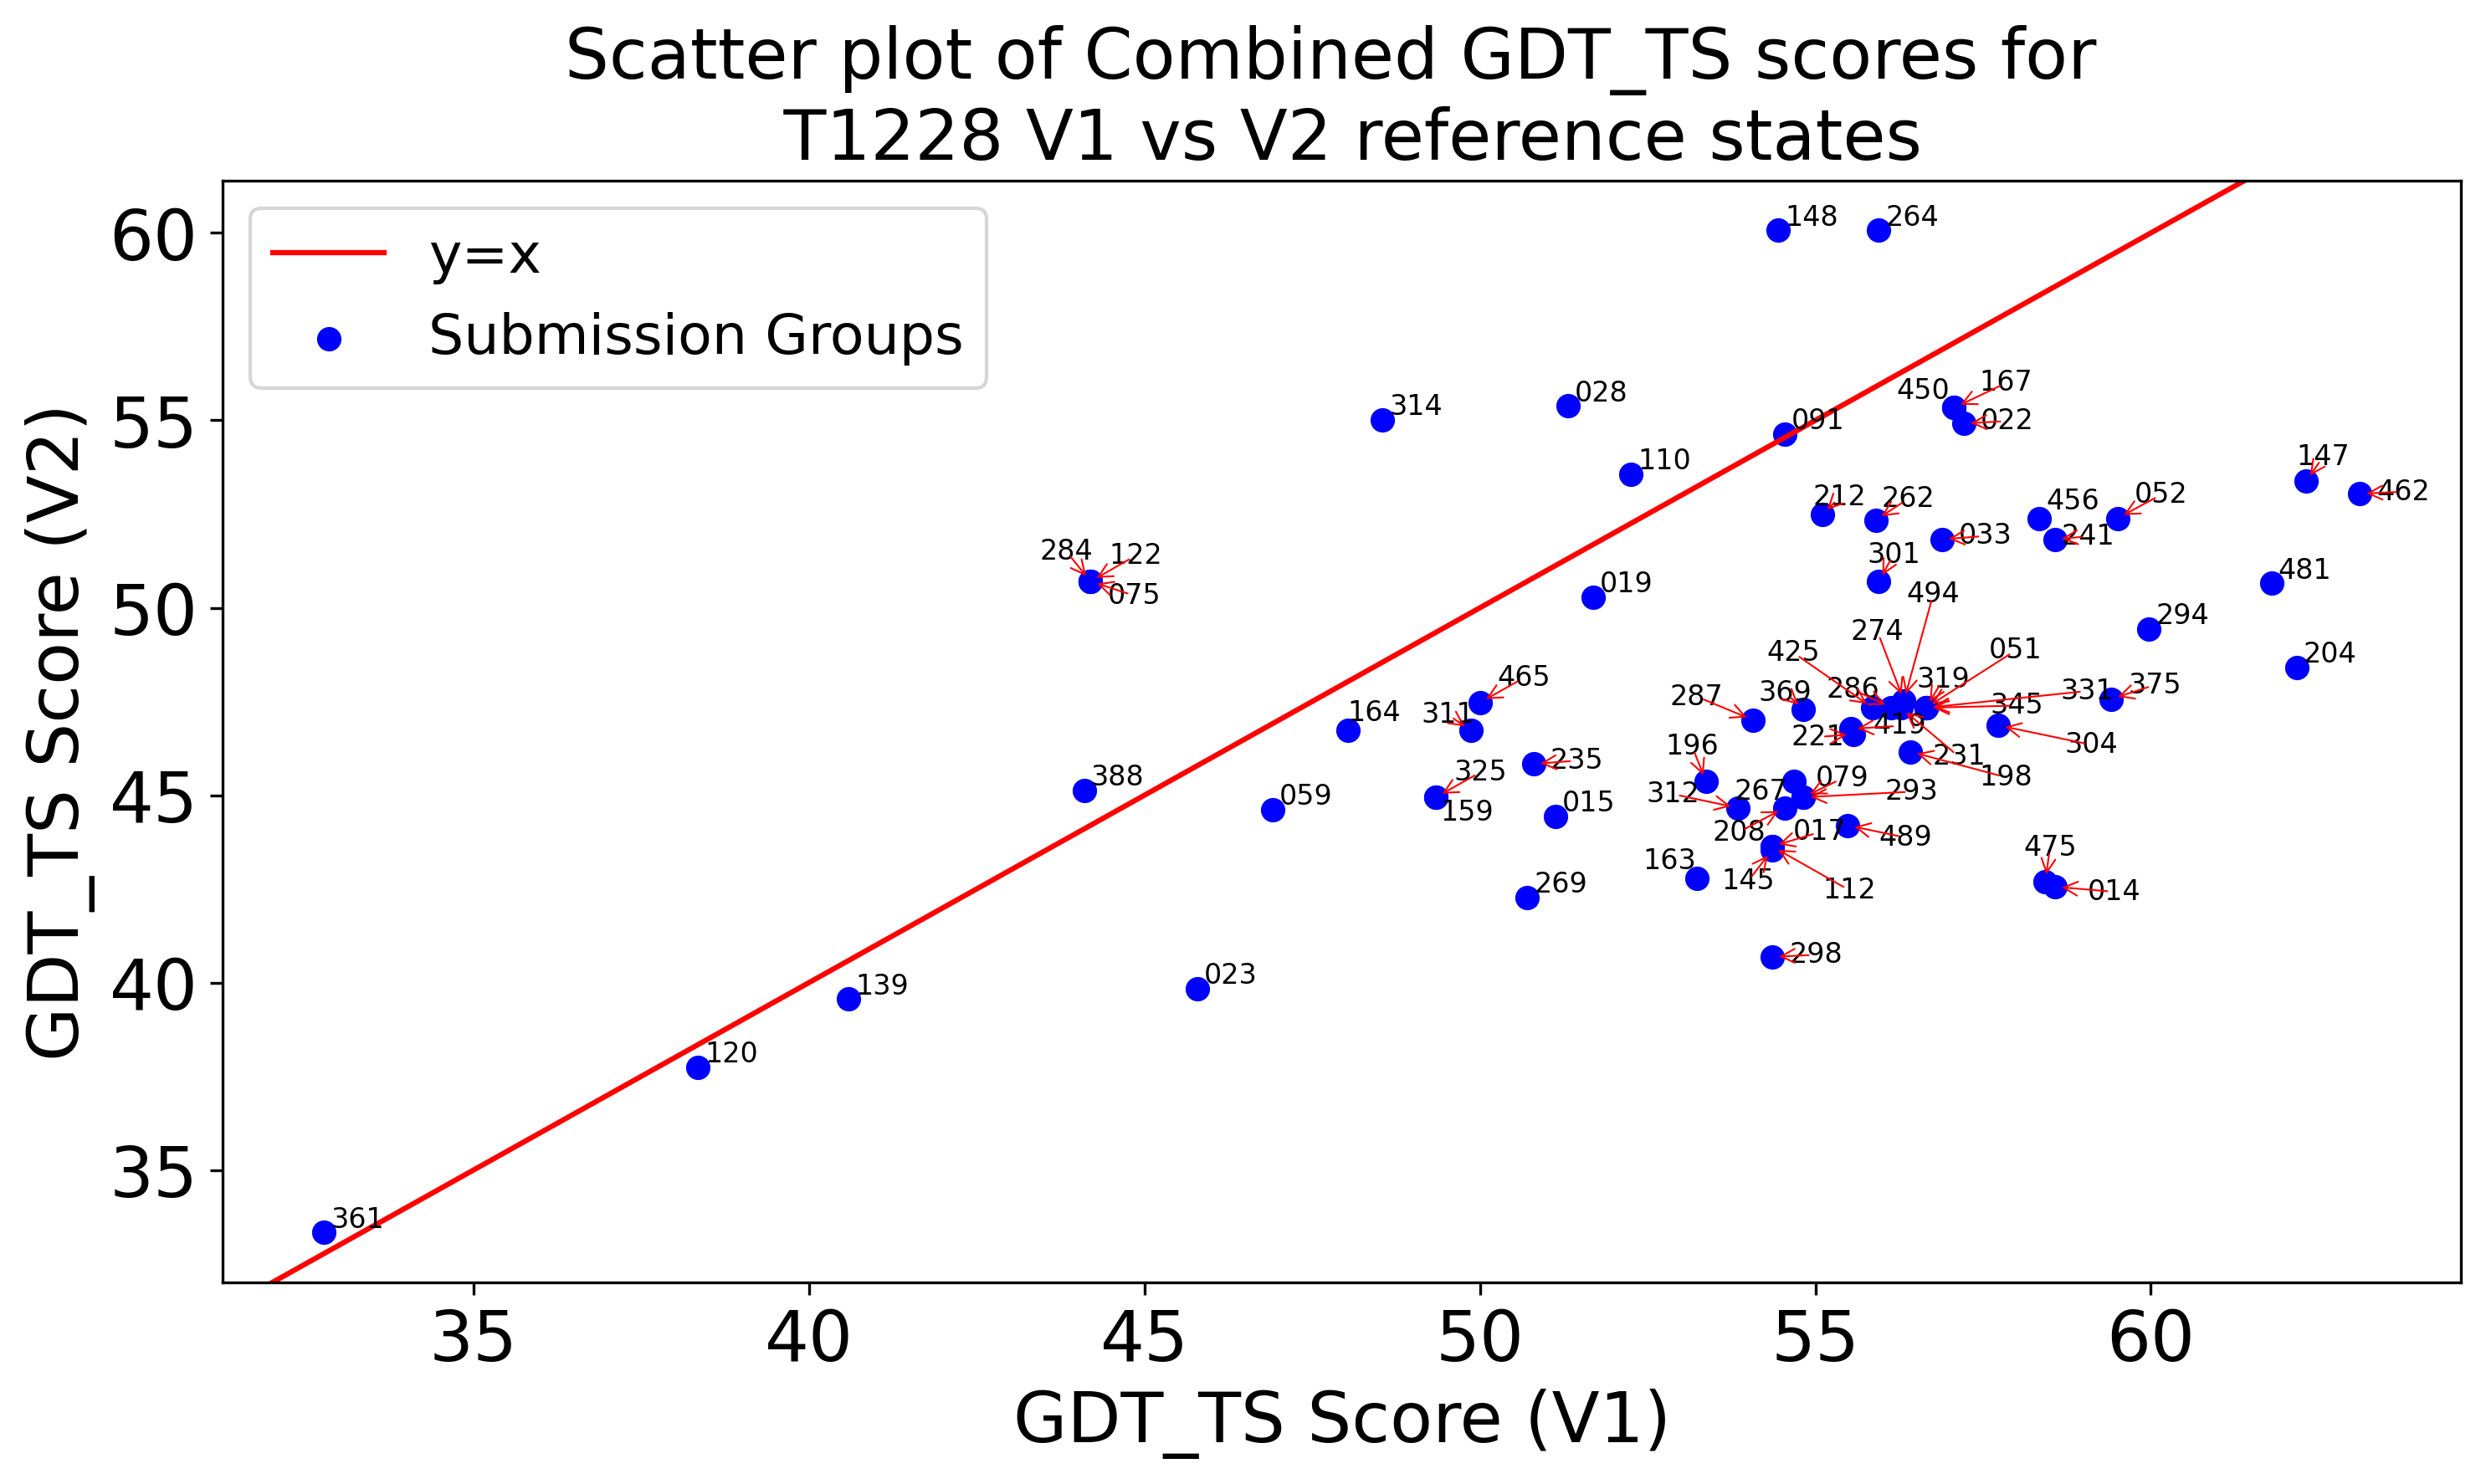 Scatter plot of Combined GDT_TS scores for
T1228 V1 vs V2 reference states
y=x
Submission Groups
GDT_TS Score (V2)
60
55
50
45
40
35
148 264
314 028 091 450 167 022
110 147 462
212 262 456 052
033 241
284 122 075 301
019 494 481
274 294
425 051 204
465 287 369 286 319 331 375
164 311 345
221 419 304
196 235 231 198
388 325 312 267 079 293
059 159 015 208 017 489
163 145 112 475 014
269
298
139 023
120
361
35 40 45 50 55 60
GDT_TS Score (V1)